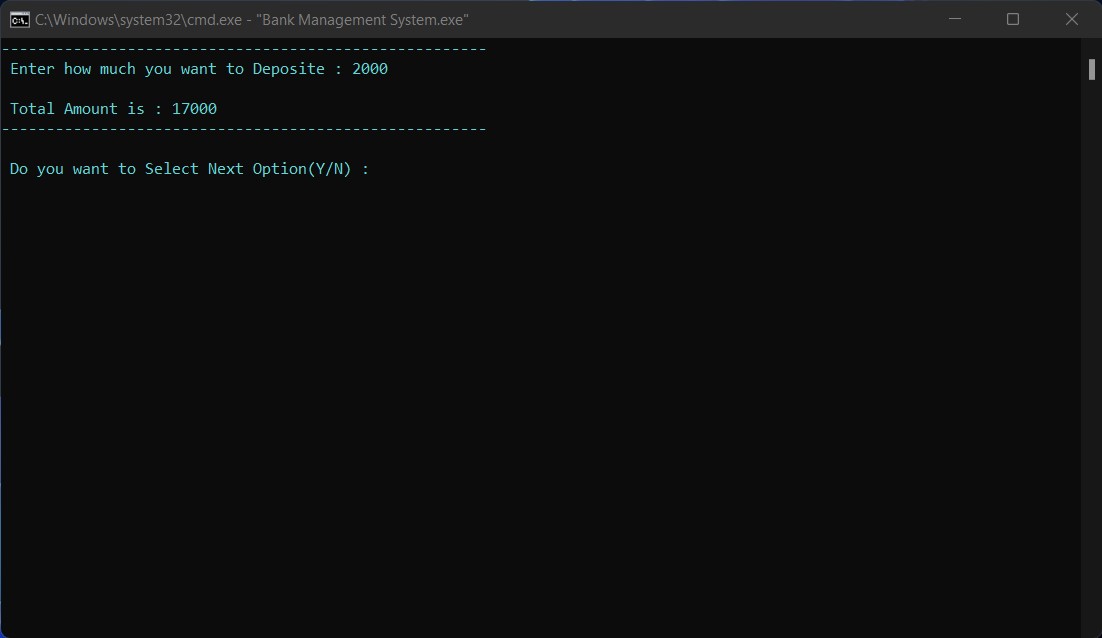 C:\Windows\system32\cmd.exe - "Bank Management System.exe"
------------------------------------------------------
Enter how much you want to Deposite : 2000
Total Amount is : 17000
------------------------------------------------------
Do you want to Select Next Option(Y/N) :